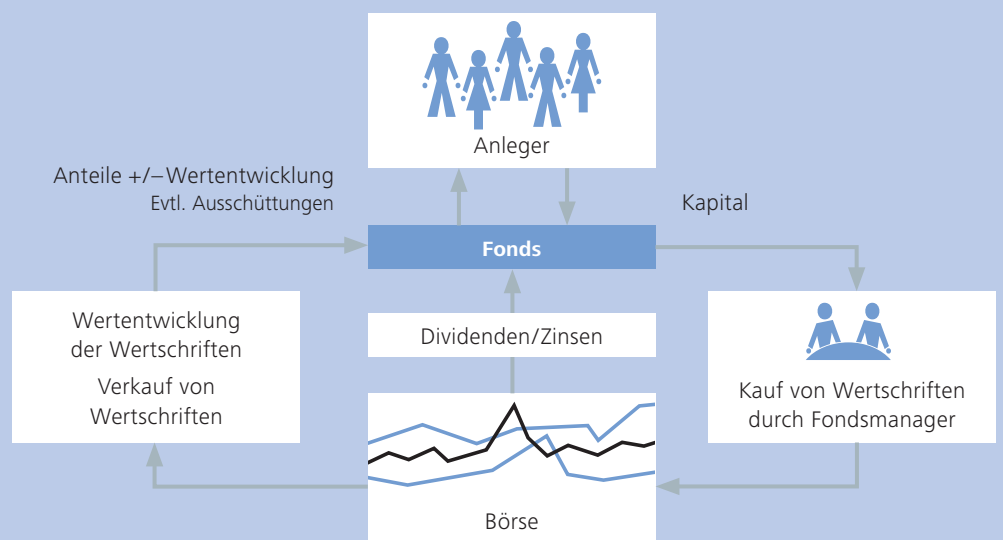 Anleger
Anteile +/– Wertentwicklung
Evtl. Ausschüttungen
Kapital
Fonds
Wertentwicklung
der Wertschriften
Verkauf von
Wertschriften
Dividenden/Zinsen
Kauf von Wertschriften
durch Fondsmanager
Börse